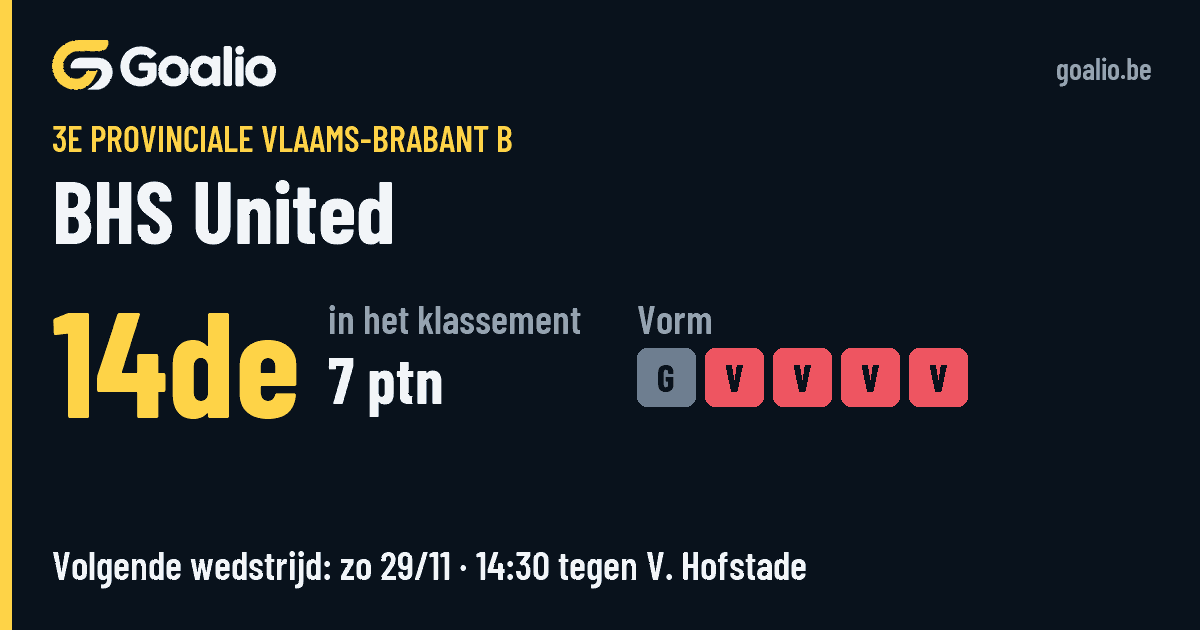 Goalio
goalio.be
3E PROVINCIALE VLAAMS-BRABANT B
BHS United
14de
in het klassement
7 ptn
Vorm
G V V V V
Volgende wedstrijd: zo 29/11 · 14:30 tegen V. Hofstade